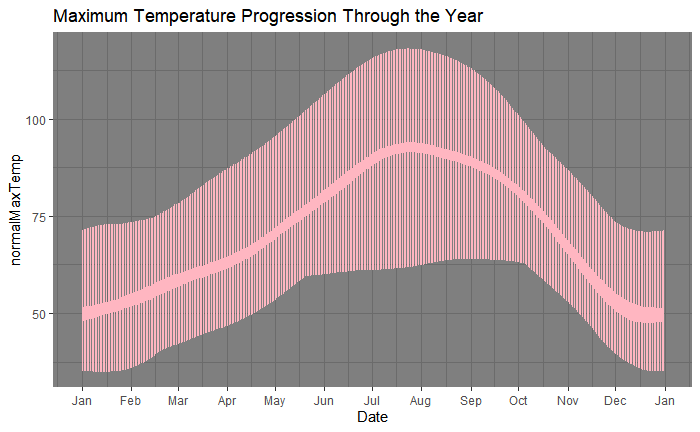 Maximum Temperature Progression Through the Year
normalMaxTemp
100
75
50
Jan Feb Mar Apr May Jun Jul Aug Sep Oct Nov Dec Jan
Date